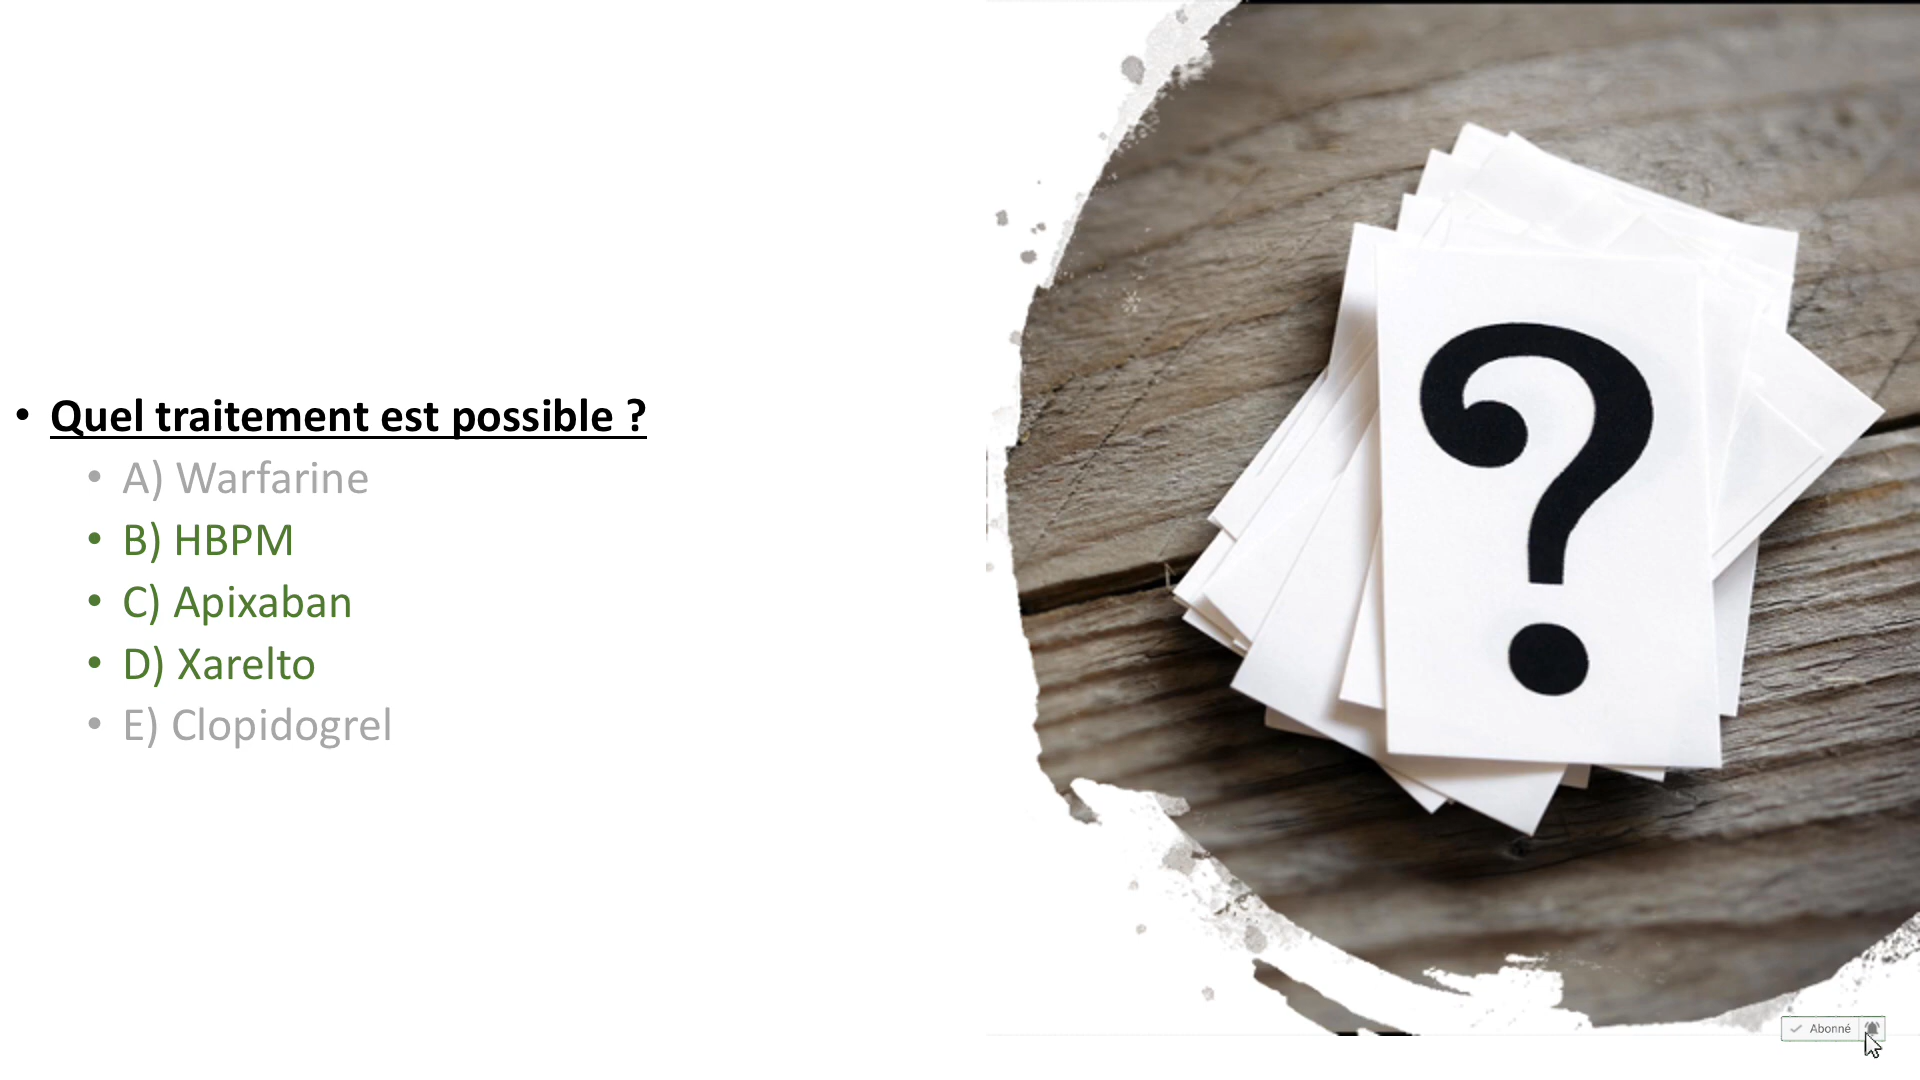 • Quel traitement est possible ?
• A) Warfarine
• B) HBPM
• C) Apixaban
• D) Xarelto
• E) Clopidogrel
?
Abonné